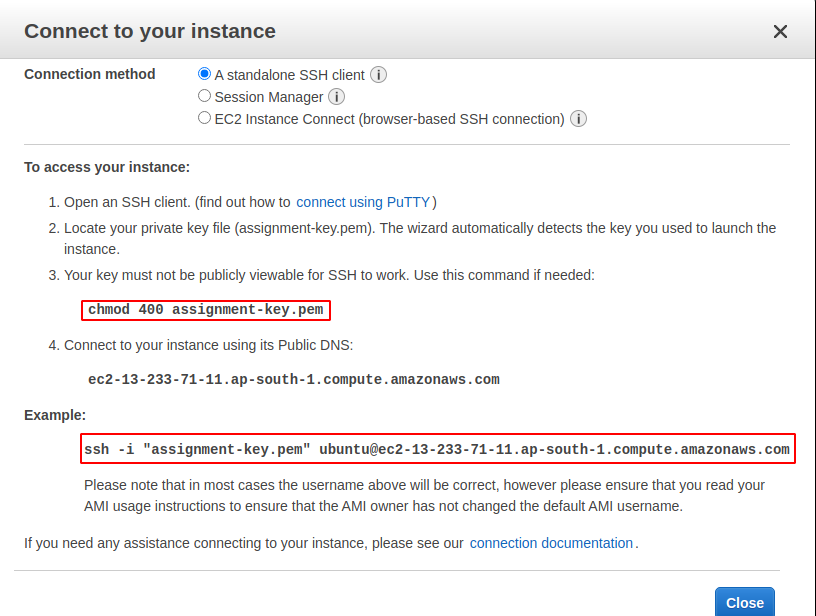 Connect to your instance
Connection method
A standalone SSH client
Session Manager
EC2 Instance Connect (browser-based SSH connection)
To access your instance:
1. Open an SSH client. (find out how to connect using PuTTY)
2. Locate your private key file (assignment-key.pem). The wizard automatically detects the key you used to launch the
instance.
3. Your key must not be publicly viewable for SSH to work. Use this command if needed:
chmod 400 assignment-key.pem
4. Connect to your instance using its Public DNS:
ec2-13-233-71-11.ap-south-1.compute.amazonaws.com
Example:
ssh -i "assignment-key.pem" ubuntu@ec2-13-233-71-11.ap-south-1.compute.amazonaws.com
Please note that in most cases the username above will be correct, however please ensure that you read your
AMI usage instructions to ensure that the AMI owner has not changed the default AMI username.
If you need any assistance connecting to your instance, please see our connection documentation.
Close